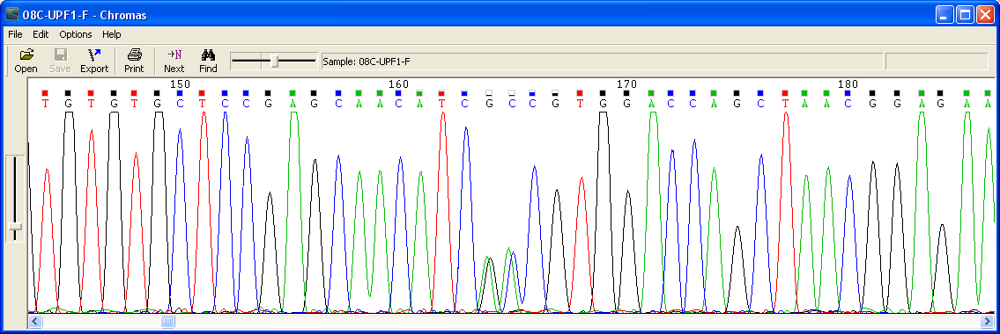 08C-UPF1-F - Chromas
File Edit Options Help
Open Save Export Print Next Find Sample: 08C-UPF1-F
150 160 170 180
T G T G T G C T C C G A G C A A C A T C G C C G T G G A C C A G C T A A C G G A G A A